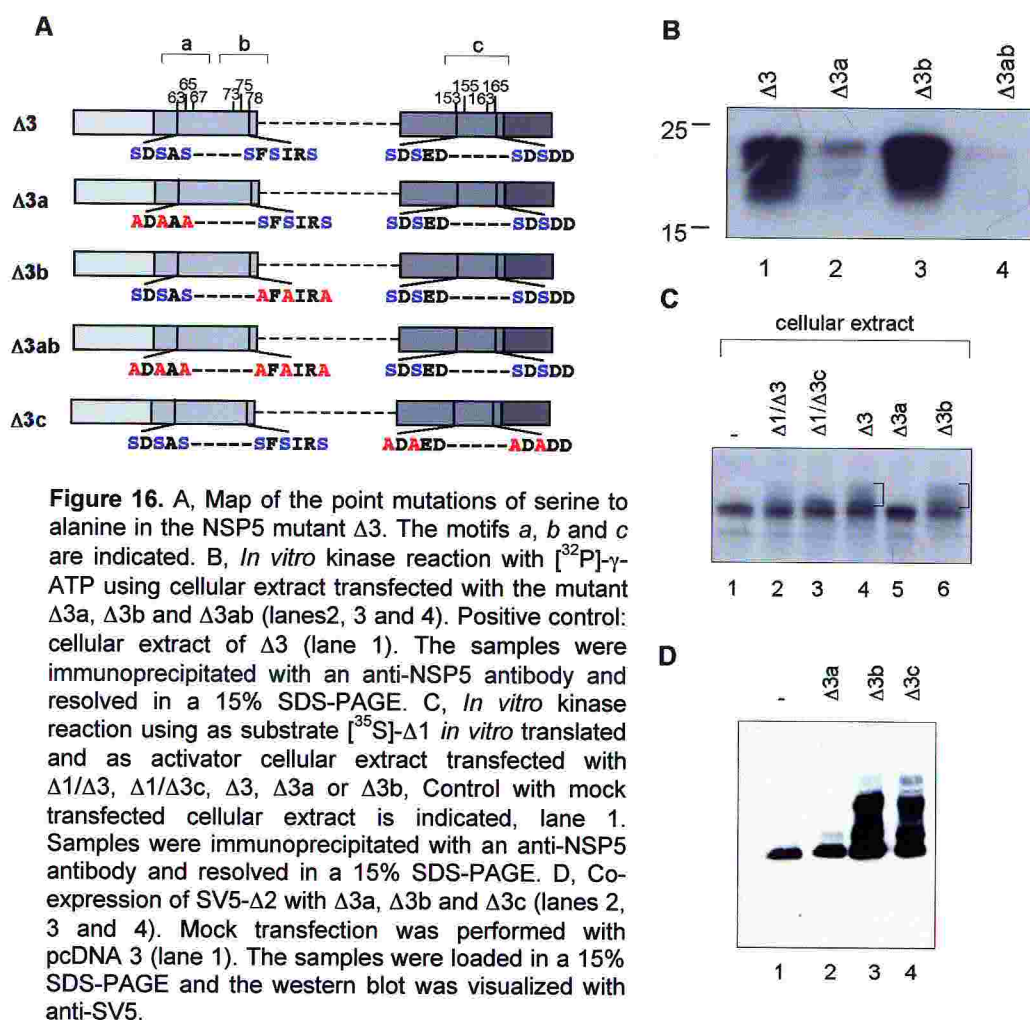 A
a b c
63 65 67 73 75 78 153 155 163 165
Δ3
SDSAS-----SFSIRS SDSED------SDSDD
Δ3a
ADAAA------SFSIRS SDSED------SDSDD
Δ3b
SDSAS------AFAIRA SDSED------SDSDD
Δ3ab
ADAAA------AFAIRA SDSED------SDSDD
Δ3c
SDSAS------SFSIRS ADAED------ADADD
Figure 16. A, Map of the point mutations of serine to
alanine in the NSP5 mutant Δ3. The motifs a, b and c
are indicated. B, In vitro kinase reaction with [32P]-γ-
ATP using cellular extract transfected with the mutant
Δ3a, Δ3b and Δ3ab (lanes2, 3 and 4). Positive control:
cellular extract of Δ3 (lane 1). The samples were
immunoprecipitated with an anti-NSP5 antibody and
resolved in a 15% SDS-PAGE. C, In vitro kinase
reaction using as substrate [35S]-Δ1 in vitro translated
and as activator cellular extract transfected with
Δ1/Δ3, Δ1/Δ3c, Δ3, Δ3a or Δ3b, Control with mock
transfected cellular extract is indicated, lane 1.
Samples were immunoprecipitated with an anti-NSP5
antibody and resolved in a 15% SDS-PAGE. D, Co-
expression of SV5-Δ2 with Δ3a, Δ3b and Δ3c (lanes 2,
3 and 4). Mock transfection was performed with
pcDNA 3 (lane 1). The samples were loaded in a 15%
SDS-PAGE and the western blot was visualized with
anti-SV5.
B
Δ3 Δ3a Δ3b Δ3ab
25
15
1 2 3 4
C
cellular extract
- Δ1/Δ3 Δ1/Δ3c Δ3 Δ3a Δ3b
1 2 3 4 5 6
D
- Δ3a Δ3b Δ3c
1 2 3 4